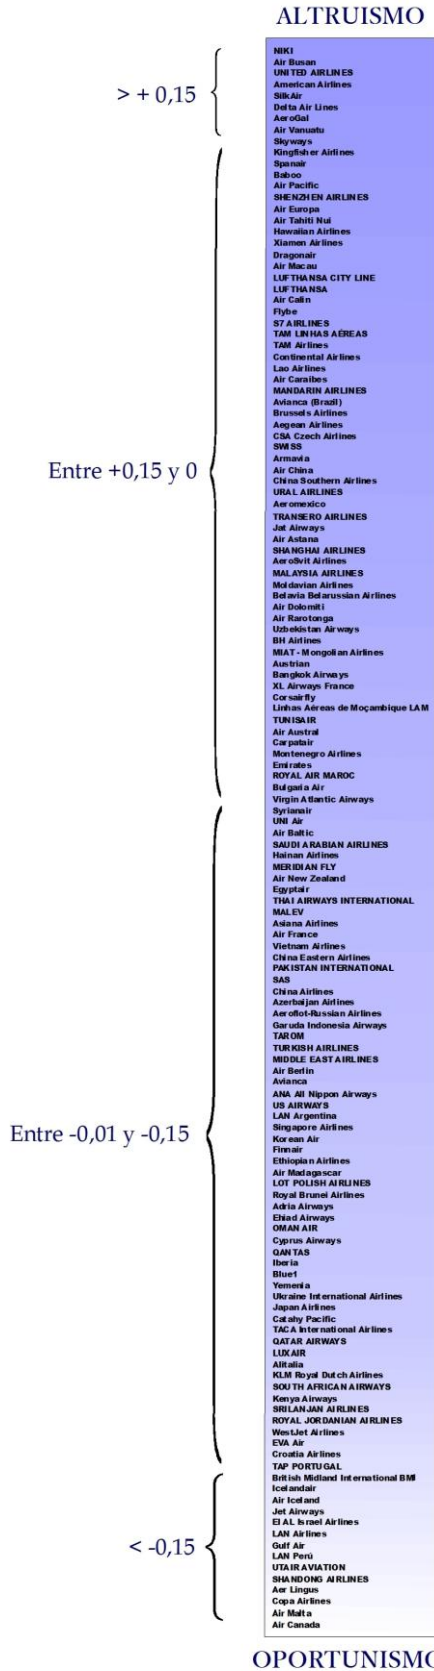 ALTRUISMO
> + 0,15
NIKI
Air Busan
UNITED AIRLINES
American Airlines
SilkAir
Delta Air Lines
AeroGal
Air Vanuatu
Skyways
Entre +0,15 y 0
Kingfisher Airlines
Spanair
Baboo
Air Pacific
SHENZHEN AIRLINES
Air Europa
Air Tahiti Nui
Hawaiian Airlines
Xiamen Airlines
Dragonair
Air Macau
LUFTHANSA CITY LINE
LUFTHANSA
Air Calin
Flybe
S7 AIRLINES
TAM LINHAS AÉREAS
TAM Airlines
Continental Airlines
Lao Airlines
Air Caraibes
MANDARIN AIRLINES
Avianca (Brazil)
Brussels Airlines
Aegean Airlines
CSA Czech Airlines
SWISS
Armavia
Air China
China Southern Airlines
URAL AIRLINES
Aeromexico
TRANSERO AIRLINES
Jat Airways
Air Astana
SHANGHAI AIRLINES
AeroSvit Airlines
MALAYSIA AIRLINES
Moldavian Airlines
Belavia Belarussian Airlines
Air Dolomiti
Air Rarotonga
Uzbekistan Airways
BH Airlines
MIAT - Mongolian Airlines
Austrian
Bangkok Airways
XL Airways France
Corsairfly
Linhas Aéreas de Moçambique LAM
TUNISAIR
Air Austral
Carpatair
Montenegro Airlines
Emirates
ROYAL AIR MAROC
Bulgaria Air
Virgin Atlantic Airways
Entre -0,01 y -0,15
Syrianair
UNI Air
Air Baltic
SAUDI ARABIAN AIRLINES
Hainan Airlines
MERIDIAN FLY
Air New Zealand
Egyptair
THAI AIRWAYS INTERNATIONAL
MALEV
Asiana Airlines
Air France
Vietnam Airlines
China Eastern Airlines
PAKISTAN INTERNATIONAL
SAS
China Airlines
Azerbaijan Airlines
Aeroflot-Russian Airlines
Garuda Indonesia Airways
TAROM
TURKISH AIRLINES
MIDDLE EAST AIRLINES
Air Berlin
Avianca
ANA All Nippon Airways
US AIRWAYS
LAN Argentina
Singapore Airlines
Korean Air
Finnair
Ethiopian Airlines
Air Madagascar
LOT POLISH AIRLINES
Royal Brunei Airlines
Adria Airways
Ehiad Airways
OMAN AIR
Cyprus Airways
QANTAS
Iberia
Blue1
Yemenia
Ukraine International Airlines
Japan Airlines
Catahy Pacific
TACA International Airlines
QATAR AIRWAYS
LUXAIR
Alitalia
KLM Royal Dutch Airlines
SOUTH AFRICAN AIRWAYS
Kenya Airways
SRILANJAN AIRLINES
ROYAL JORDANIAN AIRLINES
WestJet Airlines
EVA Air
Croatia Airlines
TAP PORTUGAL
< -0,15
British Midland International BMI
Icelandair
Air Iceland
Jet Airways
El AL Israel Airlines
LAN Airlines
Gulf Air
LAN Perú
UTAIR AVIATION
SHANDONG AIRLINES
Aer Lingus
Copa Airlines
Air Malta
Air Canada
OPORTUNISMO